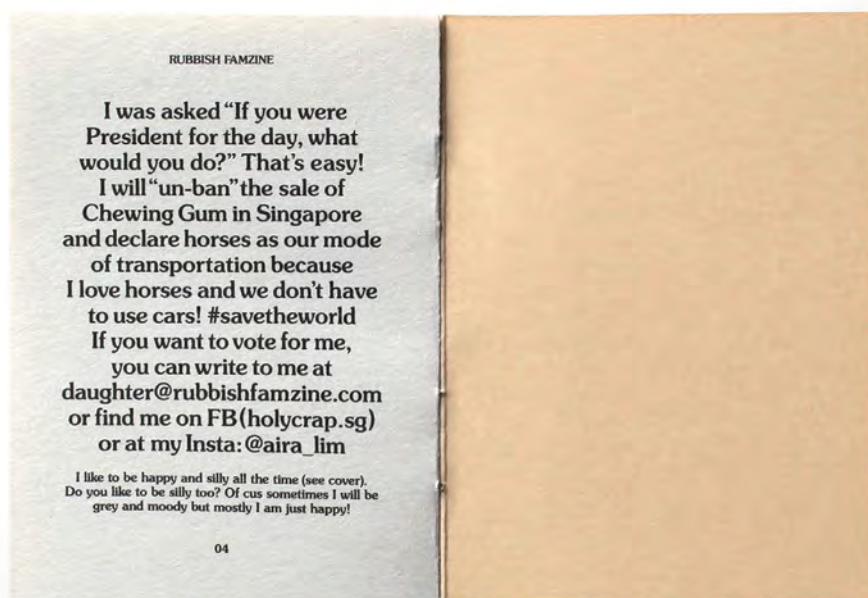 RUBBISH FAMZINE
I was asked “If you were
President for the day, what
would you do?” That’s easy!
I will “un-ban” the sale of
Chewing Gum in Singapore
and declare horses as our mode
of transportation because
I love horses and we don’t have
to use cars! #savetheworld
If you want to vote for me,
you can write to me at
daughter@rubbishfamzine.com
or find me on FB(holycrap.sg)
or at my Insta: @aira_lim
I like to be happy and silly all the time (see cover).
Do you like to be silly too? Of cus sometimes I will be
grey and moody but mostly I am just happy!
04